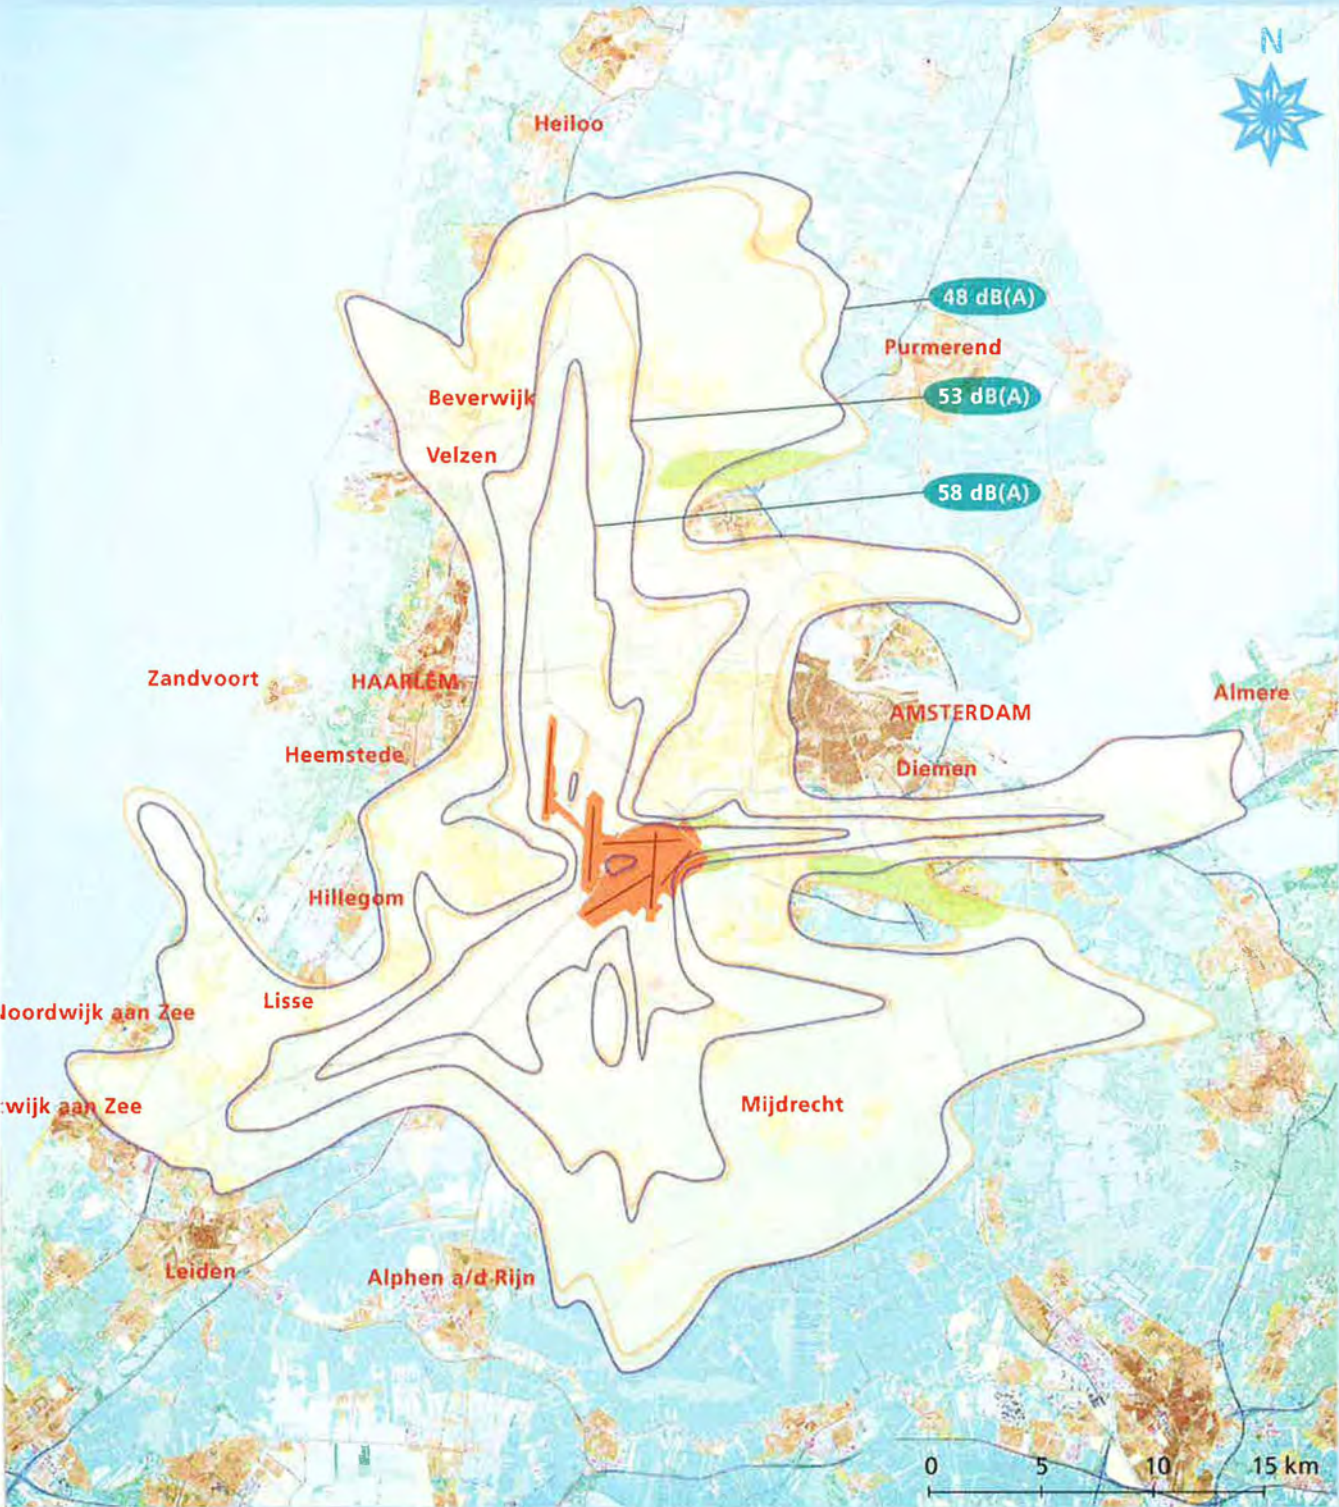 N
Heiloo
48 dB(A)
Purmerend
53 dB(A)
Beverwijk
Velzen
58 dB(A)
Zandvoort
HAARLEM
Almere
AMSTERDAM
Heemstede
Diemen
Hillegom
Lisse
Noordwijk aan Zee
wijk aan Zee
Mijdrecht
Leiden
Alphen a/d Rijn
0 5 10 15 km